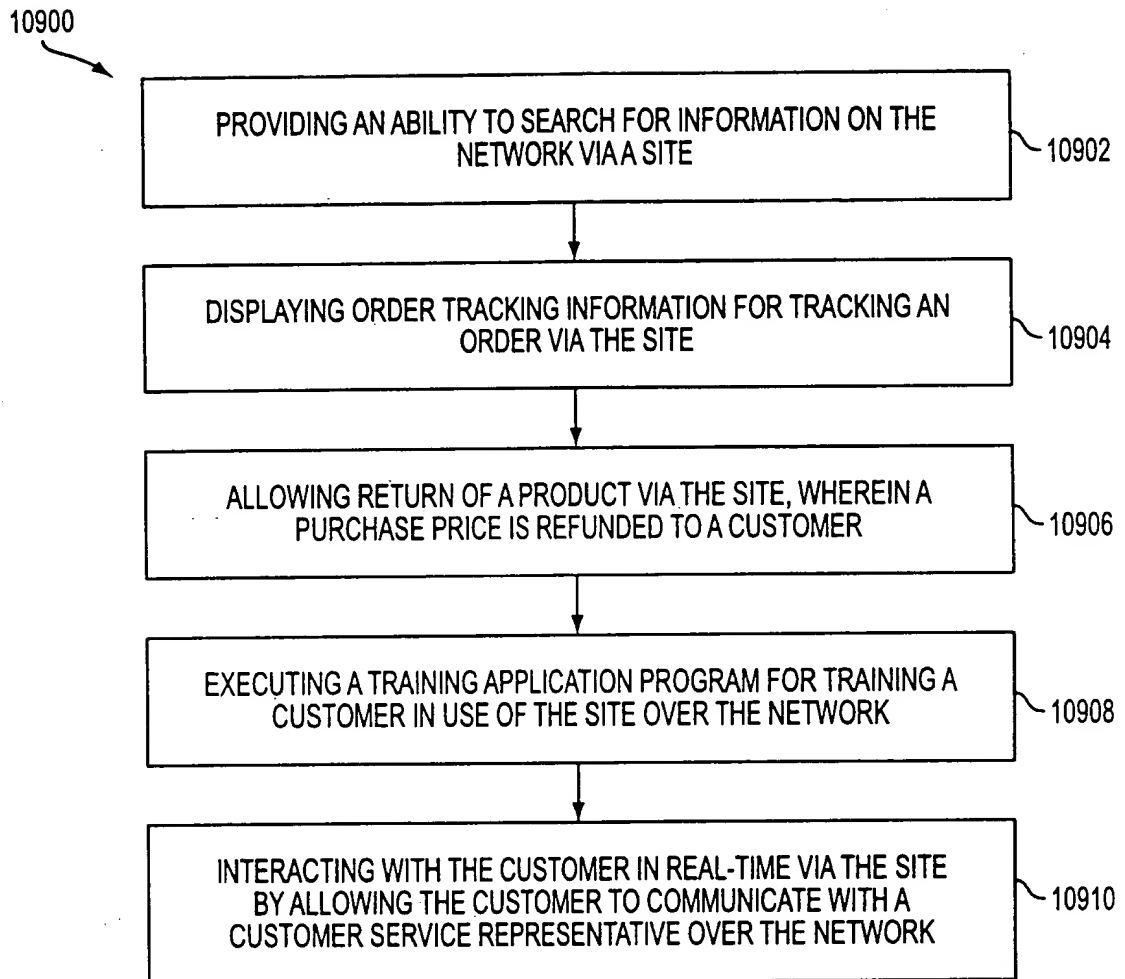 10900
PROVIDING AN ABILITY TO SEARCH FOR INFORMATION ON THE
NETWORK VIA A SITE
10902
DISPLAYING ORDER TRACKING INFORMATION FOR TRACKING AN
ORDER VIA THE SITE
10904
ALLOWING RETURN OF A PRODUCT VIA THE SITE, WHEREIN A
PURCHASE PRICE IS REFUNDED TO A CUSTOMER
10906
EXECUTING A TRAINING APPLICATION PROGRAM FOR TRAINING A
CUSTOMER IN USE OF THE SITE OVER THE NETWORK
10908
INTERACTING WITH THE CUSTOMER IN REAL-TIME VIA THE SITE
BY ALLOWING THE CUSTOMER TO COMMUNICATE WITH A
CUSTOMER SERVICE REPRESENTATIVE OVER THE NETWORK
10910